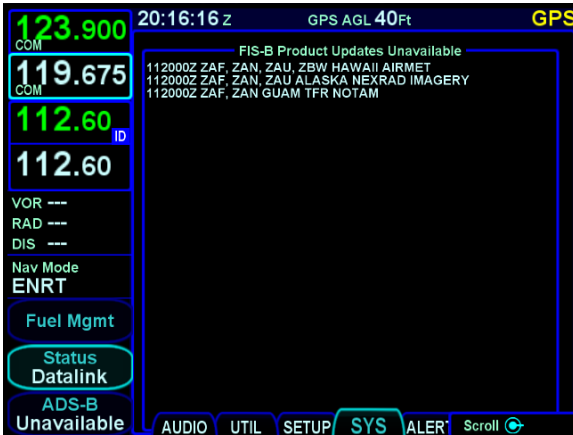 123.900
COM
119.675
COM
112.60
ID
112.60
VOR ---
RAD ---
DIS ---
Nav Mode
ENRT
Fuel Mgmt
Status
Datalink
ADS-B
Unavailable
20:16:16 Z GPS AGL 40Ft GPS
FIS-B Product Updates Unavailable
112000Z ZAF, ZAN, ZAU, ZBW HAWAII AIRMET
112000Z ZAF, ZAN, ZAU ALASKA NEXRAD IMAGERY
112000Z ZAF, ZAN GUAM TFR NOTAM
AUDIO UTIL SETUP SYS ALERT Scroll